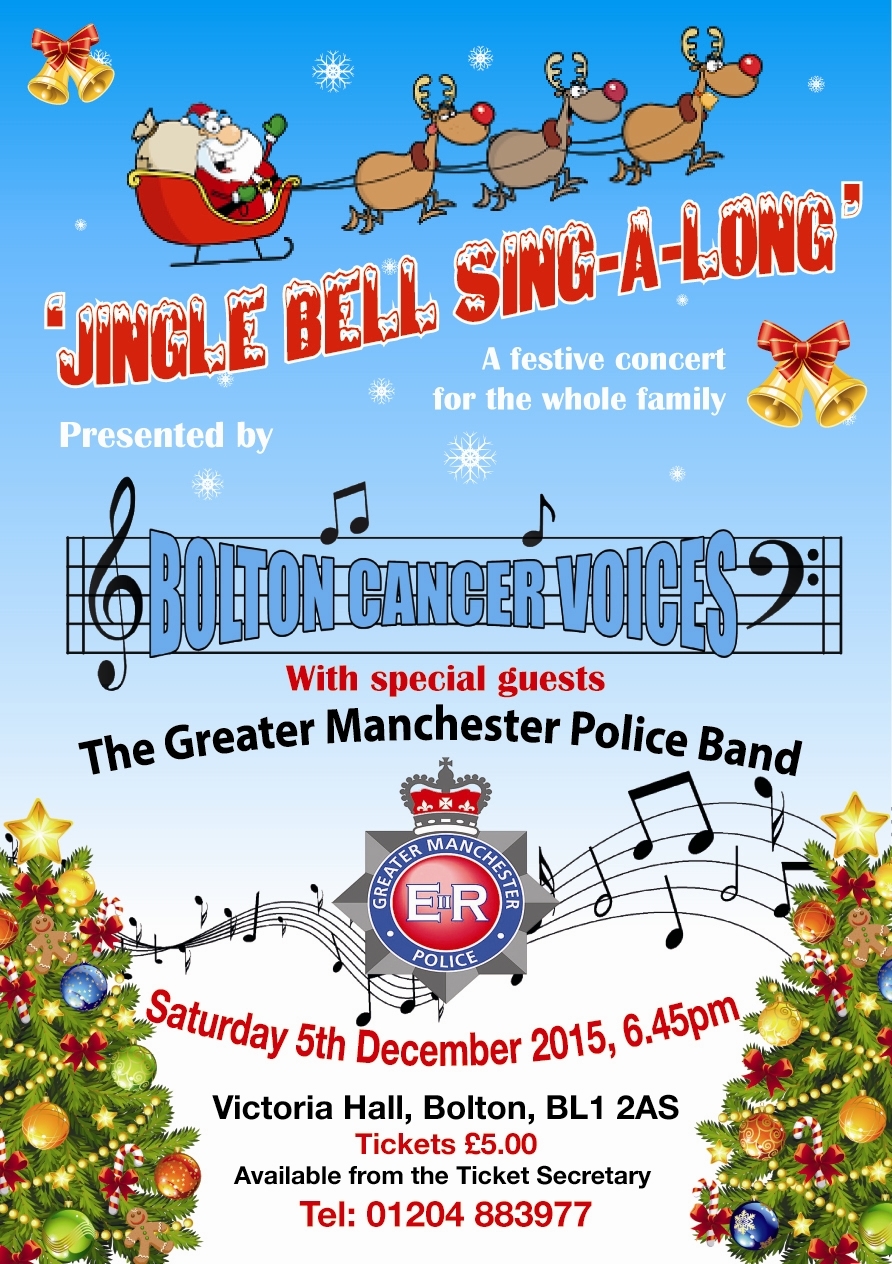 'JINGLE BELL SING-A-LONG'
A festive concert
for the whole family
Presented by
BOLTON CANCER VOICES
With special guests
The Greater Manchester Police Band
GREATER MANCHESTER
EIIR
POLICE
Saturday 5th December 2015, 6.45pm
Victoria Hall, Bolton, BL1 2AS
Tickets £5.00
Available from the Ticket Secretary
Tel: 01204 883977